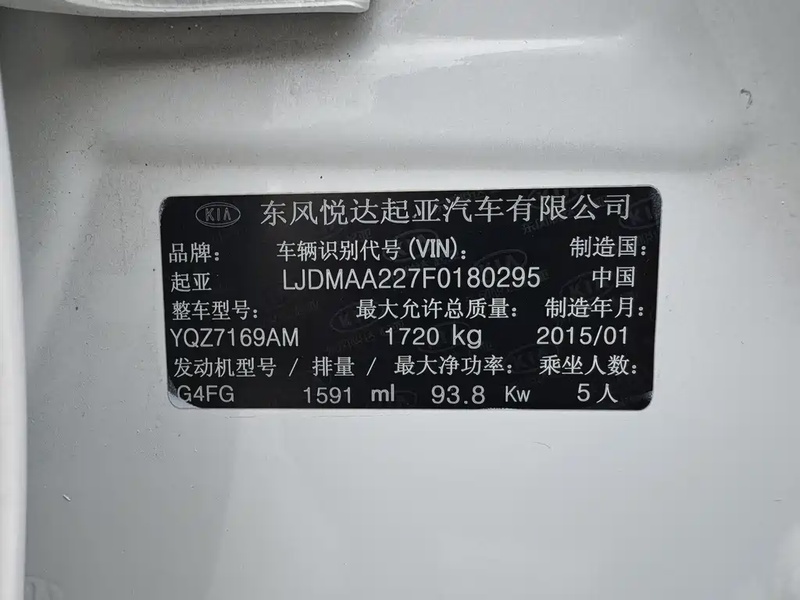 KIA 东风悦达起亚汽车有限公司
品牌: 车辆识别代号(VIN): 制造国:
起亚 LJDMAA227F0180295 中国
整车型号: 最大允许总质量: 制造年月:
YQZ7169AM 1720 kg 2015/01
发动机型号 / 排量 / 最大净功率: 乘坐人数:
G4FG 1591 ml 93.8 Kw 5人